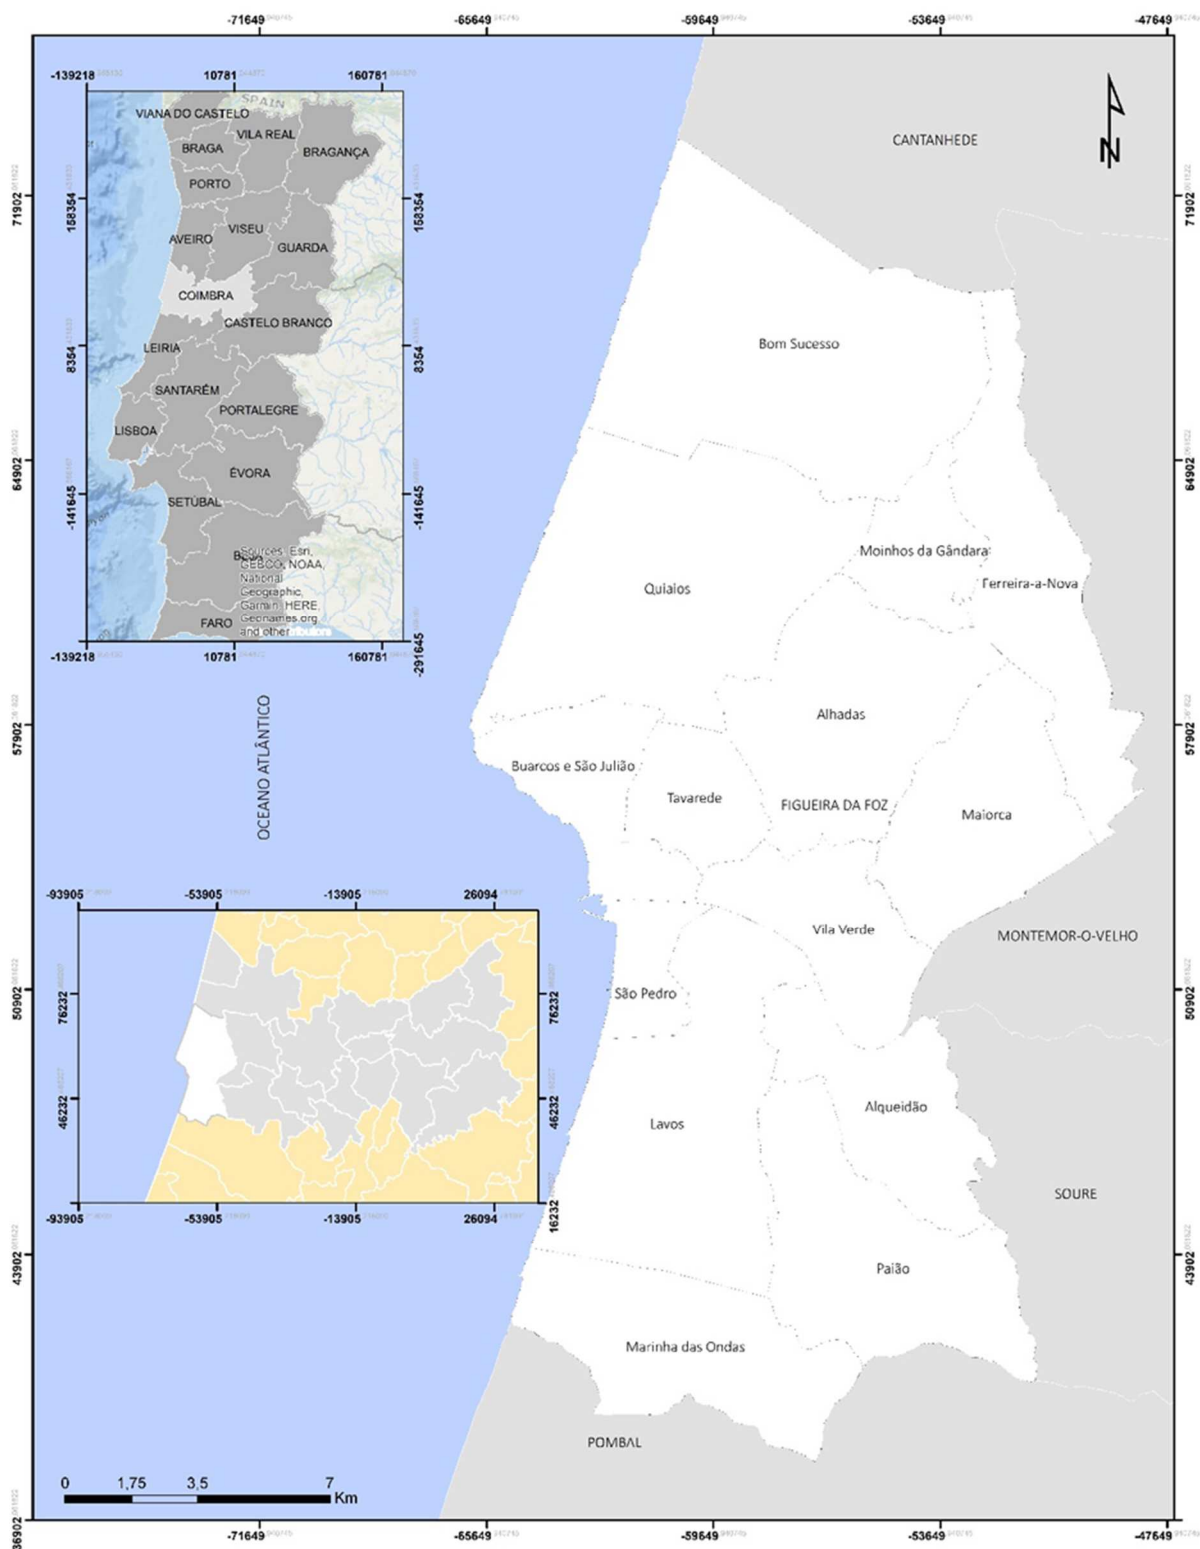 -71649
-65649
-59649
-53649
-47649
-139218
10781
160781
SPAIN
VIANA DO CASTELO
VILA REAL
BRAGA
BRAGANÇA
PORTO
VISEU
AVEIRO
GUARDA
COIMBRA
CASTELO BRANCO
LEIRIA
SANTARÉM
PORTALEGRE
LISBOA
ÉVORA
SETÚBAL
Sources: Esri,
GEBCO, NOAA,
National
Geographic,
Garmin, HERE,
Geonames.org,
and other
FARO
158354
8354
-141645
-291645
158354
8354
-141645
-139218
10781
160781
N
CANTANHEDE
Bom Sucesso
Moinhos da Gândara
Quiaios
Ferreira-a-Nova
Alhadas
Buarcos e São Julião
Tavarede
FIGUEIRA DA FOZ
Maiorca
OCEANO ATLÂNTICO
Vila Verde
MONTEMOR-O-VELHO
São Pedro
Alqueidão
Lavos
SOURE
Paião
Marinha das Ondas
POMBAL
-93905
-53905
-13905
26094
76232
46232
76232
46232
16232
-93905
-53905
-13905
26094
71902
64902
57902
50902
43902
36902
71902
64902
57902
50902
43902
0 1,75 3,5 7
Km
-71649
-65649
-59649
-53649
-47649